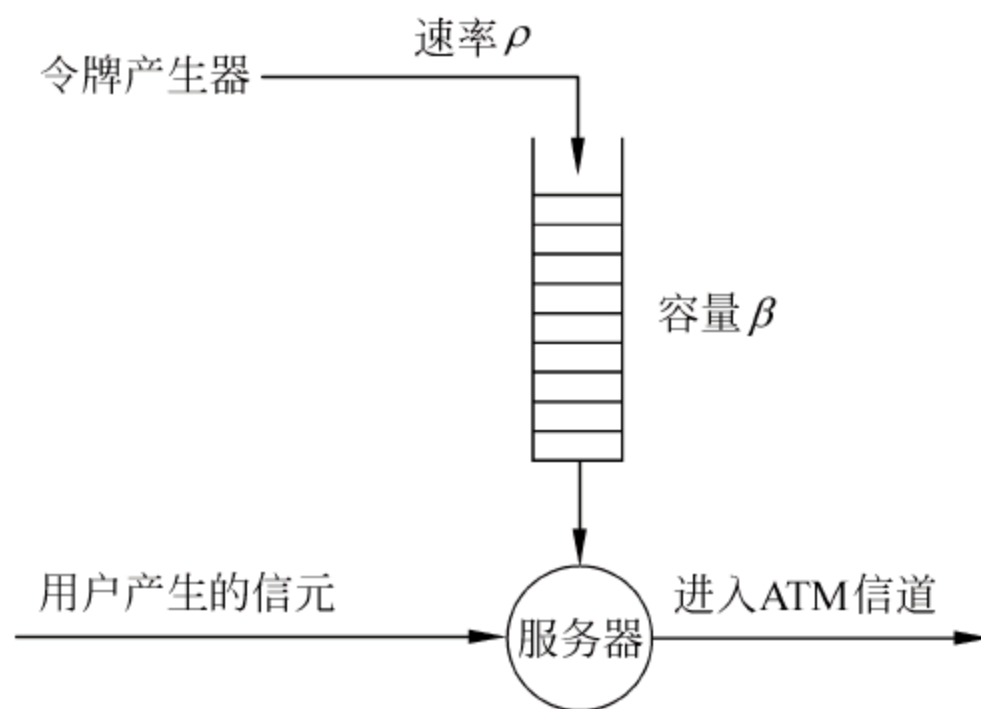 速率ρ
令牌产生器
容量β
用户产生的信元
进入ATM信道
服务器